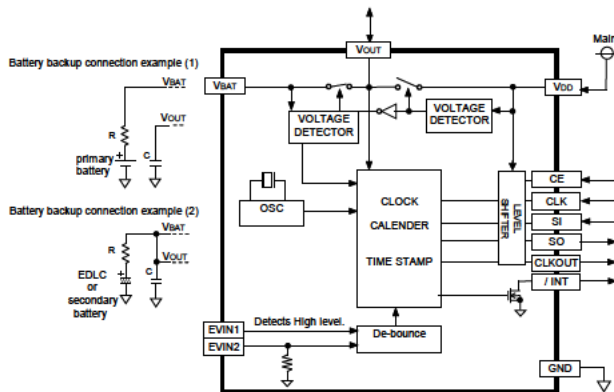 Battery backup connection example (1)
VBAT
VOUT
R
C
primary
battery
Battery backup connection example (2)
VBAT
R
VOUT
C
EDLC
or
secondary
battery
VOUT
Main
VBAT
VDD
VOLTAGE
DETECTOR
VOLTAGE
DETECTOR
OSC
CLOCK
CALENDER
TIME STAMP
LEVEL
SHIFTER
CE
CLK
SI
SO
CLKOUT
/ INT
EVIN1
Detects High level.
EVIN2
De-bounce
GND